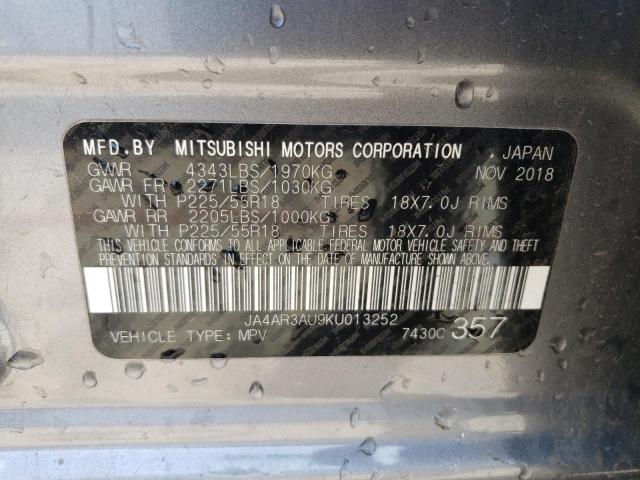 MFD.BY MITSUBISHI MOTORS CORPORATION , JAPAN
GVWR 4343LBS/1970KG NOV 2018
GAWR FR 2271LBS/1030KG
WITH P225/55R18 TIRES 18X7.0J RIMS
GAWR RR 2205LBS/1000KG
WITH P225/55R18 TIRES 18X7.0J RIMS
THIS VEHICLE CONFORMS TO ALL APPLICABLE FEDERAL MOTOR VEHICLE SAFETY AND THEFT
PREVENTION STANDARDS IN EFFECT ON THE DATE OF MANUFACTURE SHOWN ABOVE.
JA4AR3AU9KU013252
VEHICLE TYPE: MPV 7430C 357